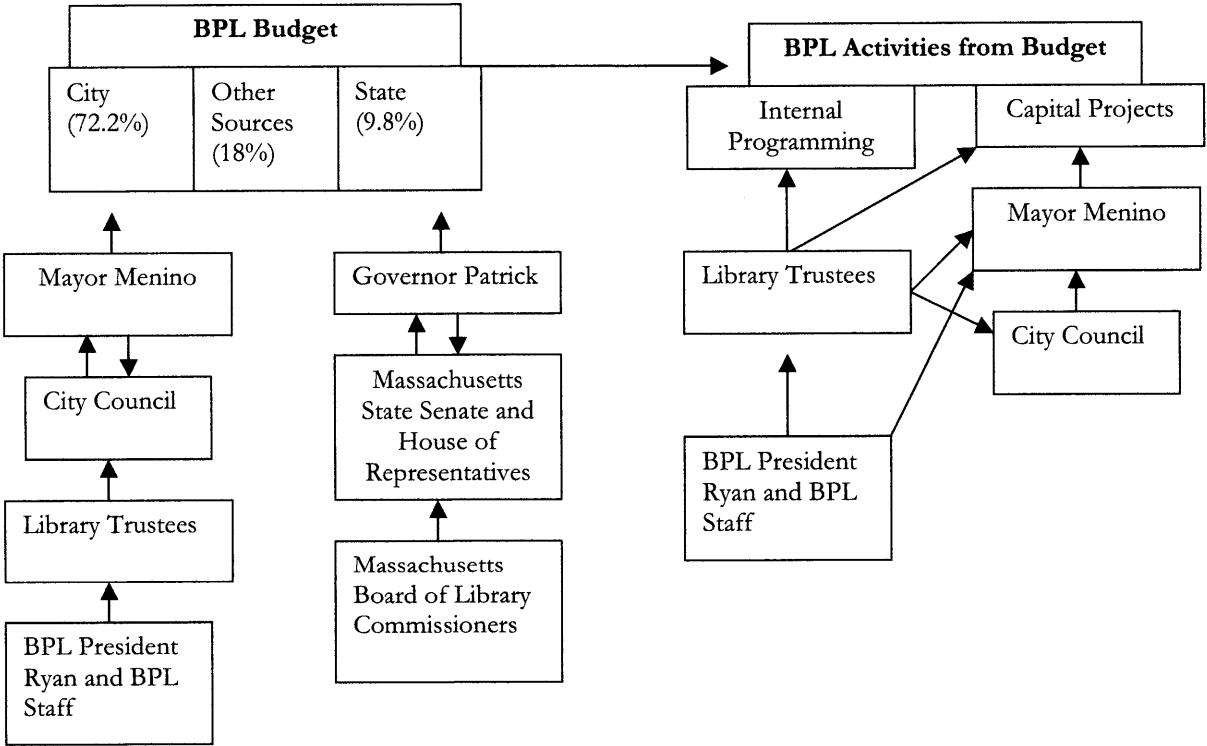 BPL Budget
City
(72.2%)
Other
Sources
(18%)
State
(9.8%)
Mayor Menino
City Council
Library Trustees
BPL President
Ryan and BPL
Staff
Governor Patrick
Massachusetts
State Senate and
House of
Representatives
Massachusetts
Board of Library
Commissioners
BPL Activities from Budget
Internal
Programming
Capital Projects
Library Trustees
Mayor Menino
City Council
BPL President
Ryan and BPL
Staff